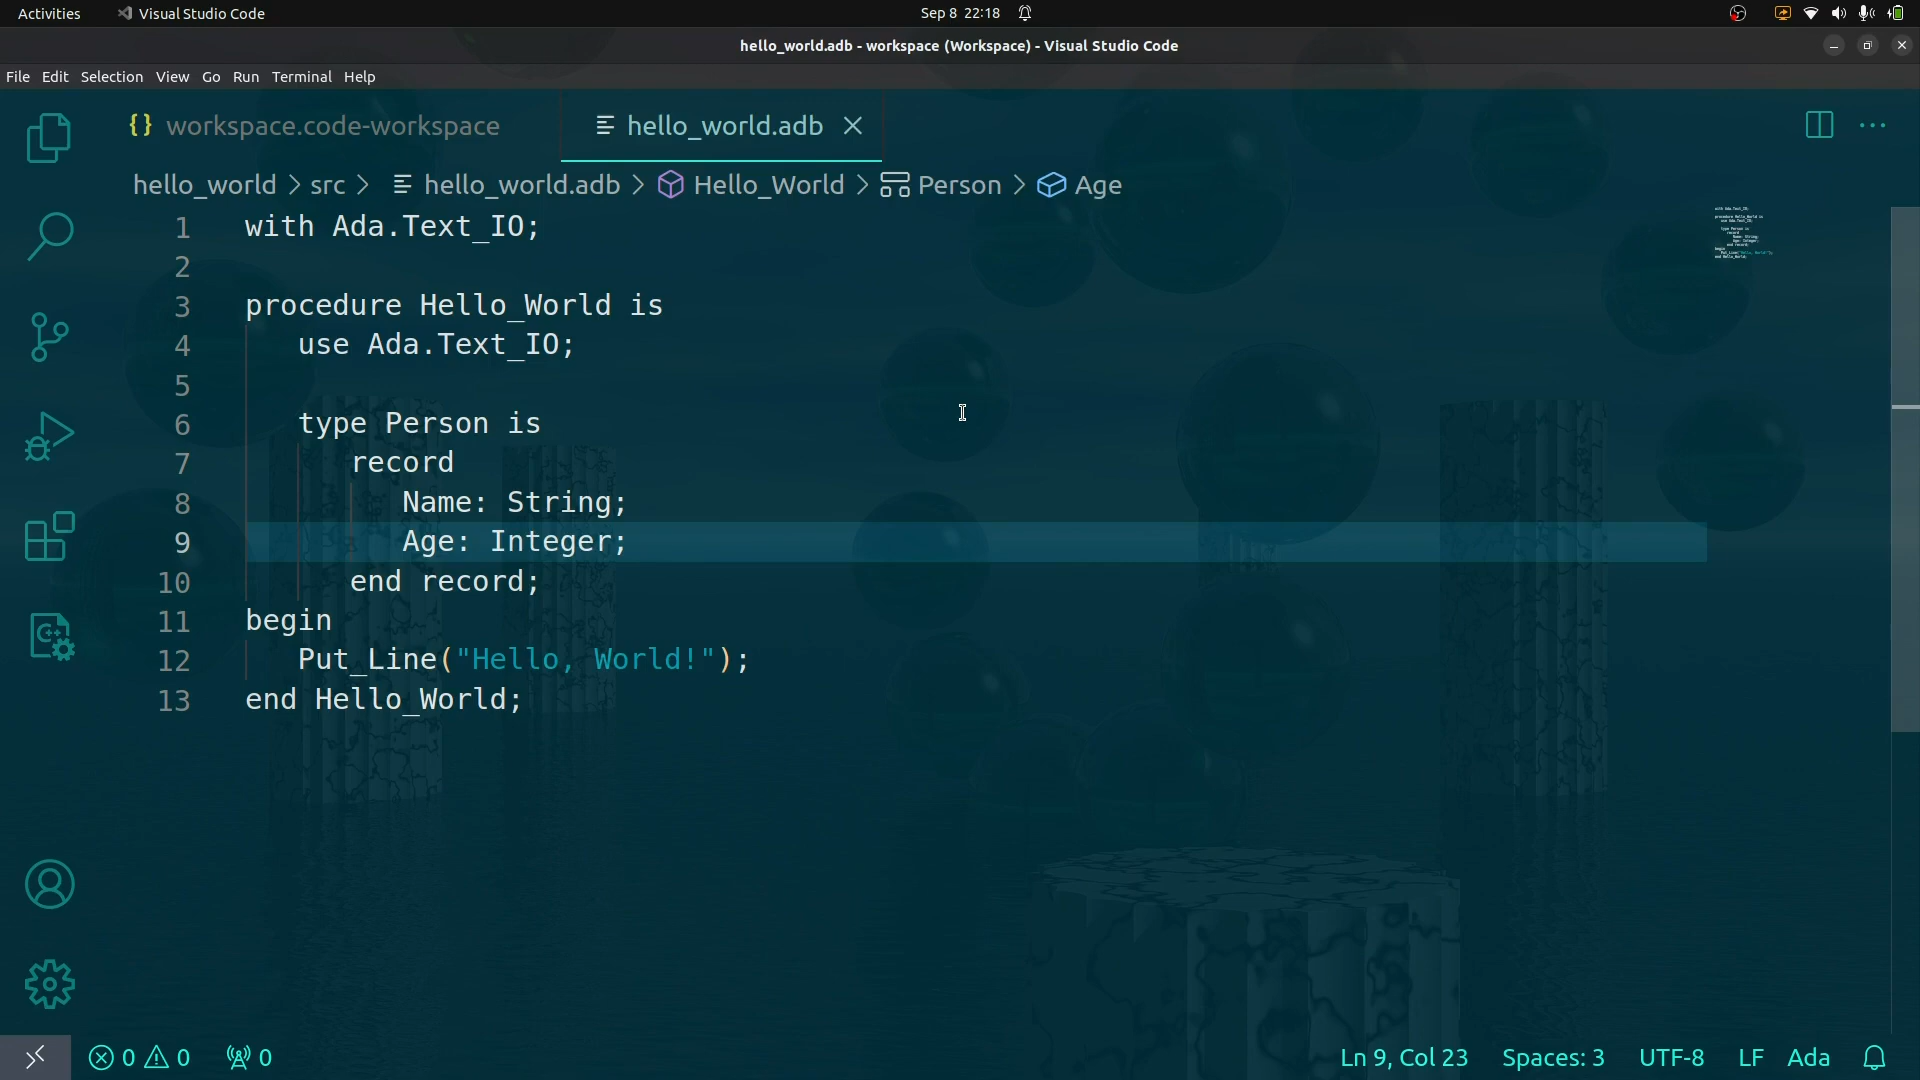 Activities Visual Studio Code Sep 8 22:18
hello_world.adb - workspace (Workspace) - Visual Studio Code
File Edit Selection View Go Run Terminal Help
{} workspace.code-workspace hello_world.adb
hello_world > src > hello_world.adb > Hello_World > Person > Age
1 with Ada.Text_IO;
2
3 procedure Hello_World is
4 use Ada.Text_IO;
5
6 type Person is
7 record
8 Name: String;
9 Age: Integer;
10 end record;
11 begin
12 Put_Line("Hello, World!");
13 end Hello_World;
0 0 0 Ln 9, Col 23 Spaces: 3 UTF-8 LF Ada